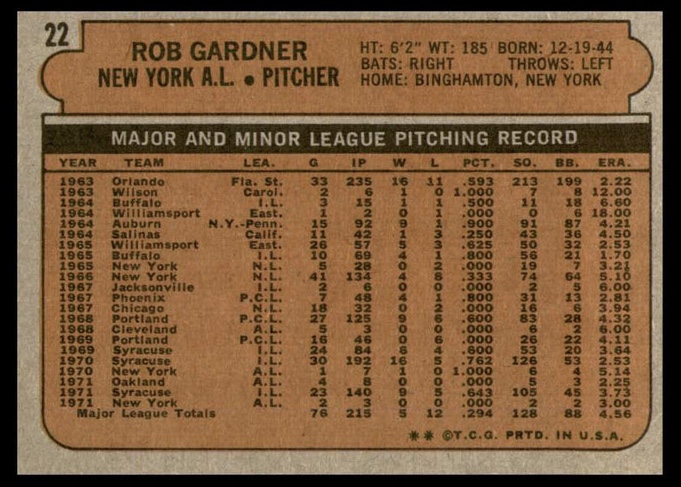 22
ROB GARDNER
NEW YORK A.L. • PITCHER
HT: 6'2" WT: 185 BORN: 12-19-44
BATS: RIGHT THROWS: LEFT
HOME: BINGHAMTON, NEW YORK
MAJOR AND MINOR LEAGUE PITCHING RECORD
YEAR TEAM LEA. G IP W L PCT. SO. BB. ERA.
1963 Orlando Fla. St. 33 235 16 11 .593 213 199 2.22
1963 Wilson Carol. 2 6 1 0 1.000 7 8 12.00
1964 Buffalo I.L. 3 15 1 1 .500 11 18 6.60
1964 Williamsport East. 1 2 0 1 .000 0 6 18.00
1964 Auburn N.Y.-Penn. 15 92 9 1 .900 91 87 4.21
1964 Salinas Calif. 11 42 1 3 .250 43 36 4.50
1965 Williamsport East. 26 57 5 3 .625 50 32 2.53
1965 Buffalo I.L. 10 69 4 1 .800 56 21 1.70
1965 New York N.L. 5 28 0 2 .000 19 7 3.21
1966 New York N.L. 41 134 4 8 .333 74 64 5.10
1967 Jacksonville I.L. 2 6 0 0 .000 2 5 6.00
1967 Phoenix P.C.L. 7 48 4 1 .800 31 13 2.81
1967 Chicago N.L. 18 32 0 2 .000 16 6 3.94
1968 Portland P.C.L. 27 125 9 6 .600 83 28 4.32
1968 Cleveland A.L. 5 3 0 0 .000 6 2 6.00
1969 Portland P.C.L. 16 46 0 6 .000 26 22 4.11
1969 Syracuse I.L. 24 84 6 4 .600 53 20 3.64
1970 Syracuse I.L. 30 192 16 5 .762 126 53 2.53
1970 New York A.L. 1 7 1 0 1.000 6 4 5.14
1971 Oakland A.L. 4 8 0 0 .000 5 3 2.25
1971 Syracuse I.L. 23 140 9 5 .643 105 45 3.73
1971 New York A.L. 2 3 0 0 .000 2 2 3.00
Major League Totals 76 215 5 12 .294 128 88 4.56
** ©T.C.G. PRTD. IN U.S.A.